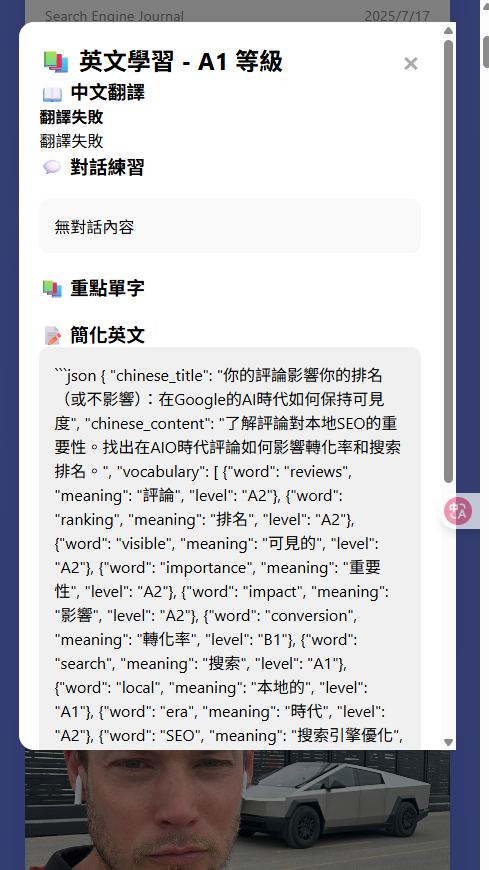 Search Engine Journal 2025/7/17
英文學習 - A1 等級
×
中文翻譯
翻譯失敗
翻譯失敗
對話練習
無對話內容
重點單字
簡化英文
```json { "chinese_title": "你的評論影響你的排名
（或不影響）：在Google的AI時代如何保持可見
度", "chinese_content": "了解評論對本地SEO的重
要性。找出在AIO時代評論如何影響轉化率和搜索
排名。", "vocabulary": [ {"word": "reviews",
"meaning": "評論", "level": "A2"}, {"word":
"ranking", "meaning": "排名", "level": "A2"},
{"word": "visible", "meaning": "可見的", "level":
"A2"}, {"word": "importance", "meaning": "重要
性", "level": "A2"}, {"word": "impact", "meaning":
"影響", "level": "A2"}, {"word": "conversion",
"meaning": "轉化率", "level": "B1"}, {"word":
"search", "meaning": "搜索", "level": "A1"},
{"word": "local", "meaning": "本地的", "level":
"A1"}, {"word": "era", "meaning": "時代", "level":
"A2"}, {"word": "SEO", "meaning": "搜索引擎優化",